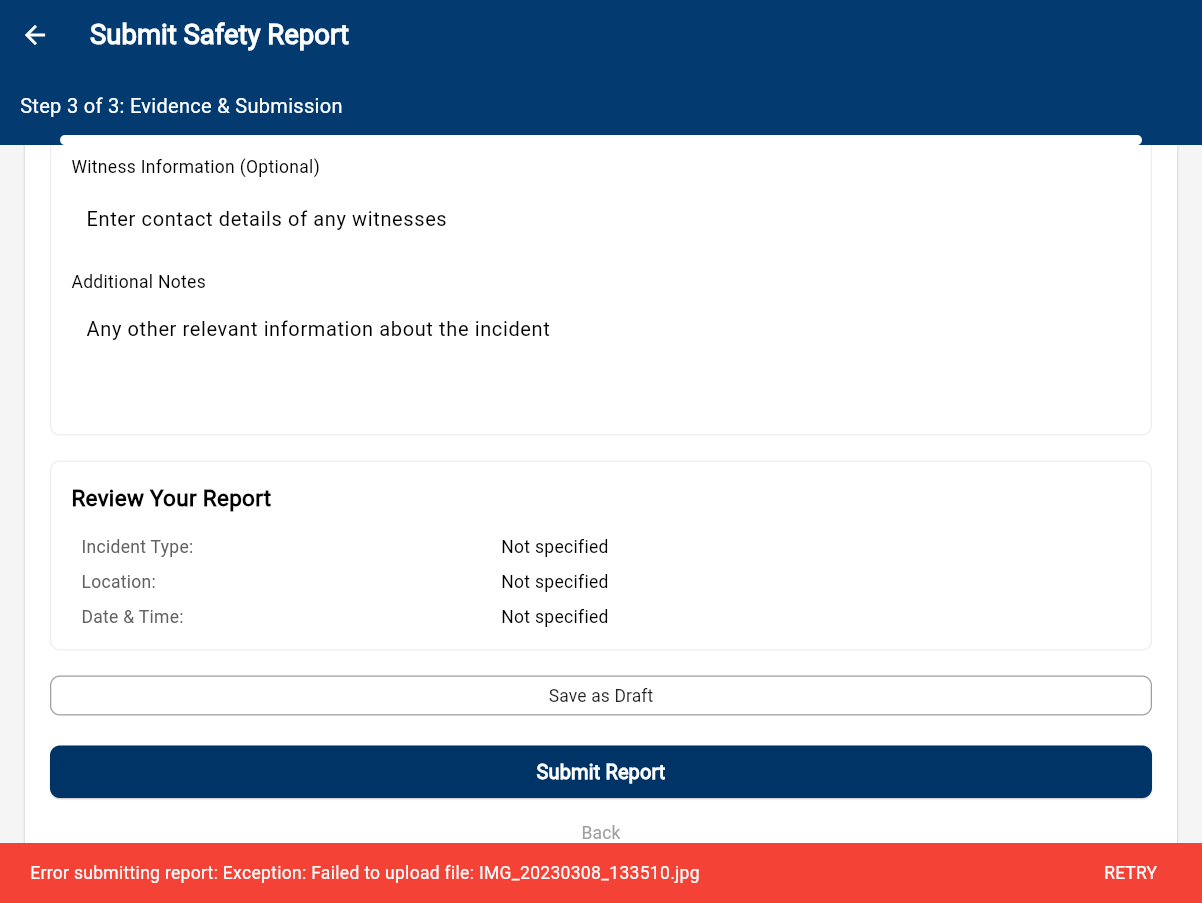 Submit Safety Report
Step 3 of 3: Evidence & Submission
Witness Information (Optional)
Enter contact details of any witnesses
Additional Notes
Any other relevant information about the incident
Review Your Report
Incident Type: Not specified
Location: Not specified
Date & Time: Not specified
Save as Draft
Submit Report
Back
Error submitting report: Exception: Failed to upload file: IMG_20230308_133510.jpg RETRY